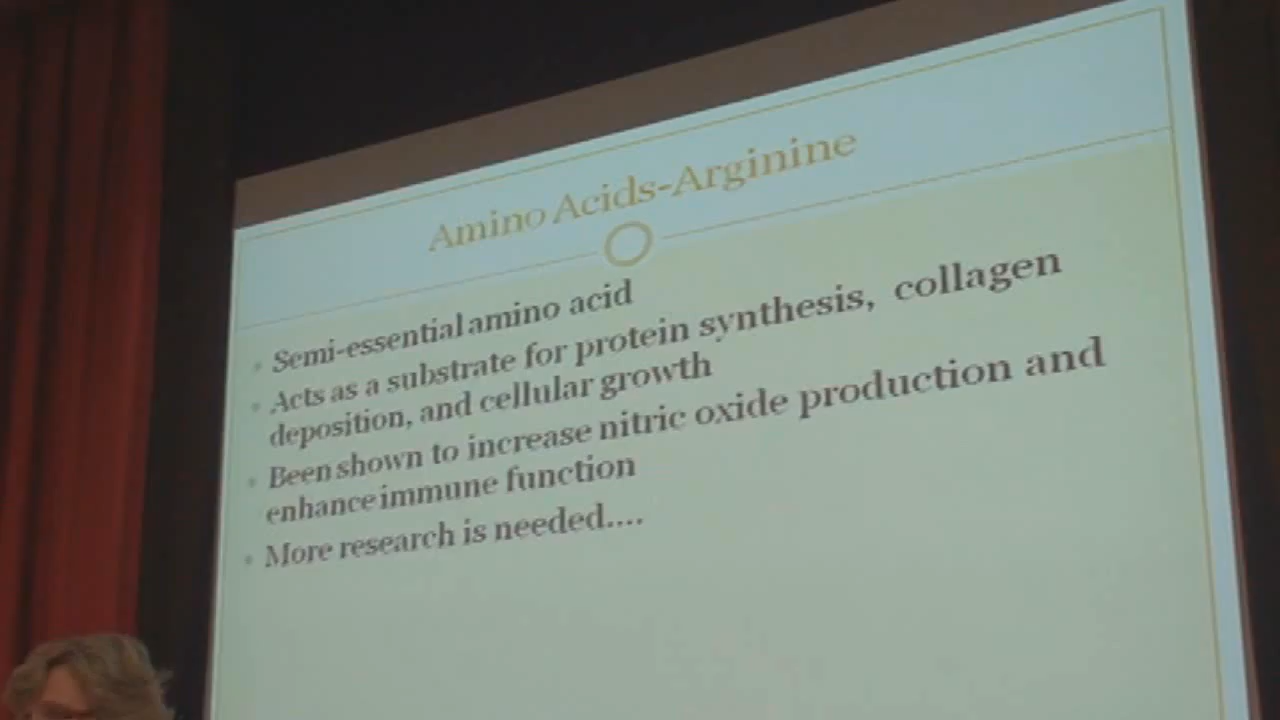 Amino Acids-Arginine
Semi-essential amino acid
Acts as a substrate for protein synthesis, collagen
deposition, and cellular growth
Been shown to increase nitric oxide production and
enhance immune function
More research is needed....